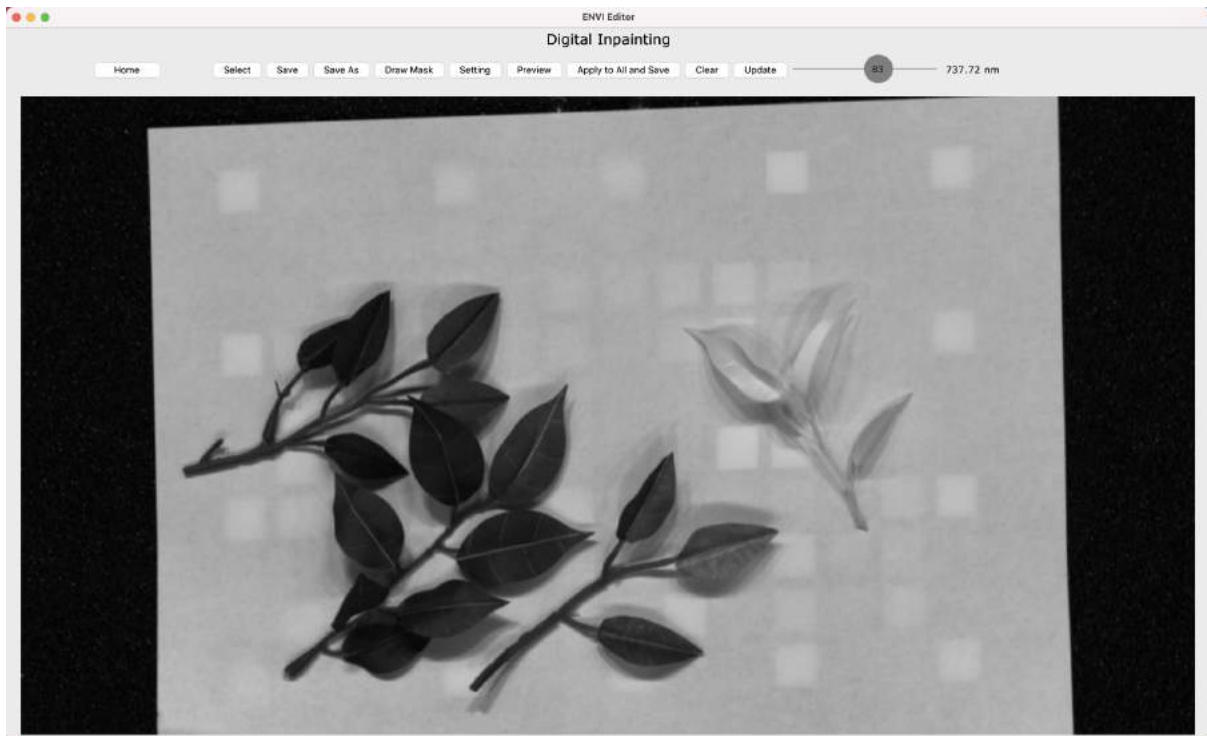 ENVI Editor
Digital Inpainting
Home Select Save Save As Draw Mask Setting Preview Apply to All and Save Clear Update 83 737.72 nm